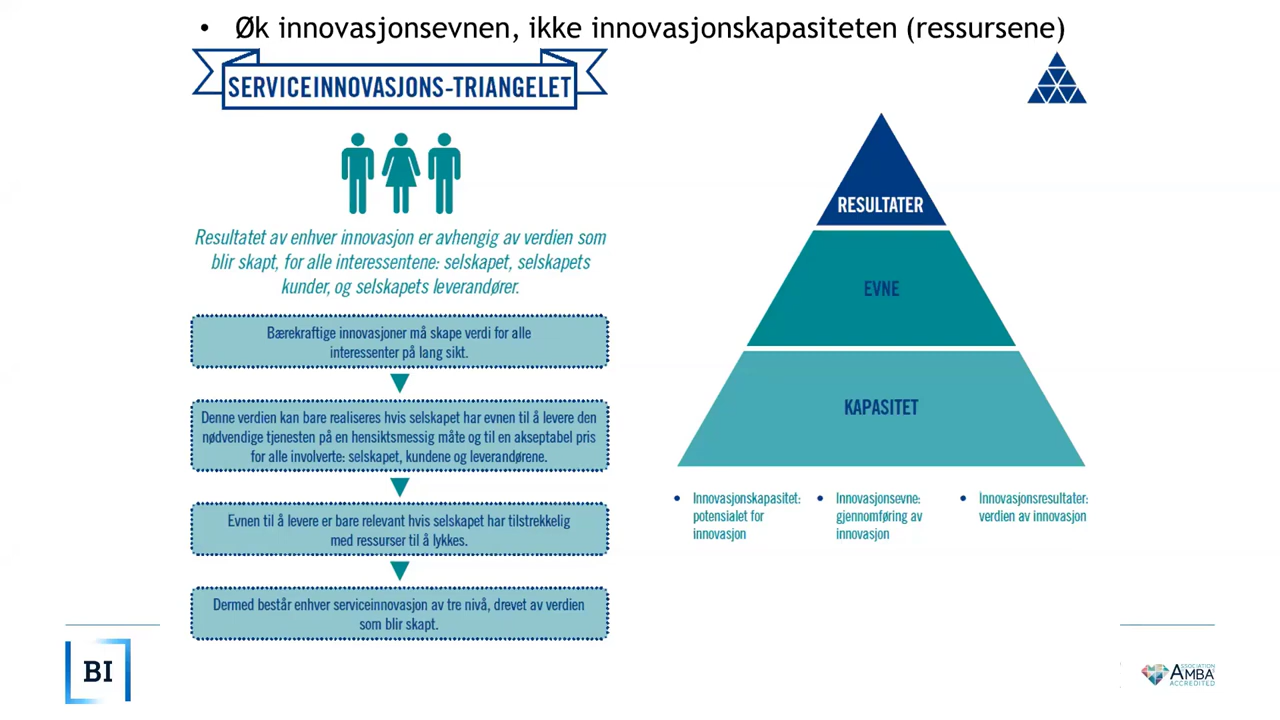 • Øk innovasjonsevnen, ikke innovasjonskapasiteten (ressursene)
SERVICEINNOVASJONS-TRIANGELET
Resultatet av enhver innovasjon er avhengig av verdien som
blir skapt, for alle interessentene: selskapet, selskapets
kunder, og selskapets leverandører.
Bærekraftige innovasjoner må skape verdi for alle
interessenter på lang sikt.
Denne verdien kan bare realiseres hvis selskapet har evnen til å levere den
nødvendige tjenesten på en hensiktsmessig måte og til en akseptabel pris
for alle involverte: selskapet, kundene og leverandørene.
Evnen til å levere er bare relevant hvis selskapet har tilstrekkelig
med ressurser til å lykkes.
Dermed består enhver serviceinnovasjon av tre nivå, drevet av verdien
som blir skapt.
RESULTATER
EVNE
KAPASITET
• Innovasjonskapasitet:
potensialet for
innovasjon
• Innovasjonsevne:
gjennomføring av
innovasjon
• Innovasjonsresultater:
verdien av innovasjon
BI
ASSOCIATION
AMBA
ACCREDITED